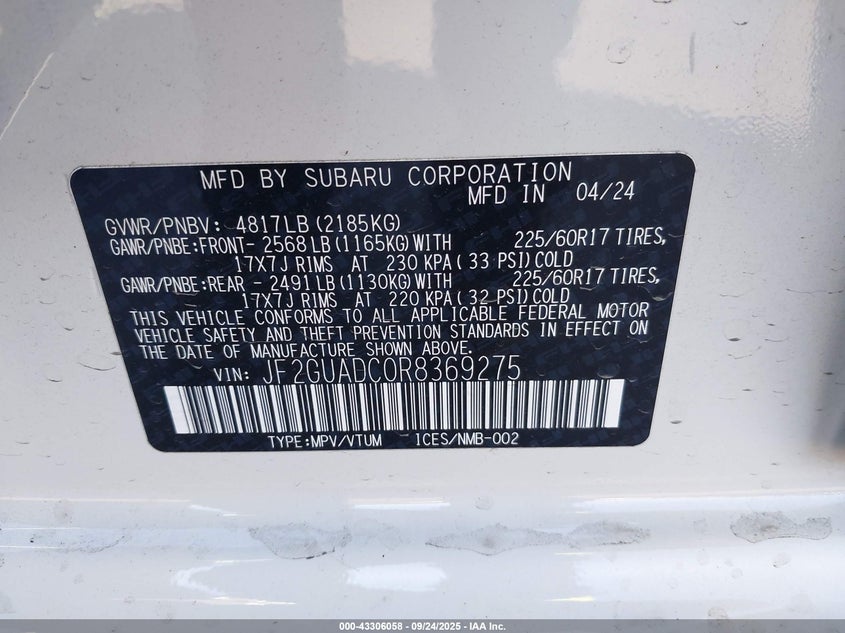 MFD BY SUBARU CORPORATION
MFD IN 04/24
GVWR/PNBV: 4817LB (2185KG)
GAWR/PNBE:FRONT-2568LB (1165KG) WITH 225/60R17 TIRES,
17X7J RIMS AT 230 KPA (33 PSI) COLD
GAWR/PNBE:REAR - 2491LB (1130KG) WITH 225/60R17 TIRES,
17X7J RIMS AT 220 KPA (32 PSI) COLD
THIS VEHICLE CONFORMS TO ALL APPLICABLE FEDERAL MOTOR
VEHICLE SAFETY AND THEFT PREVENTION STANDARDS IN EFFECT ON
THE DATE OF MANUFACTURE SHOWN ABOVE.
VIN: JF2GUADC0R8369275
TYPE:MPV/VTUM ICES/NMB-002
000-43306058 - 09/24/2025 - IAA Inc.